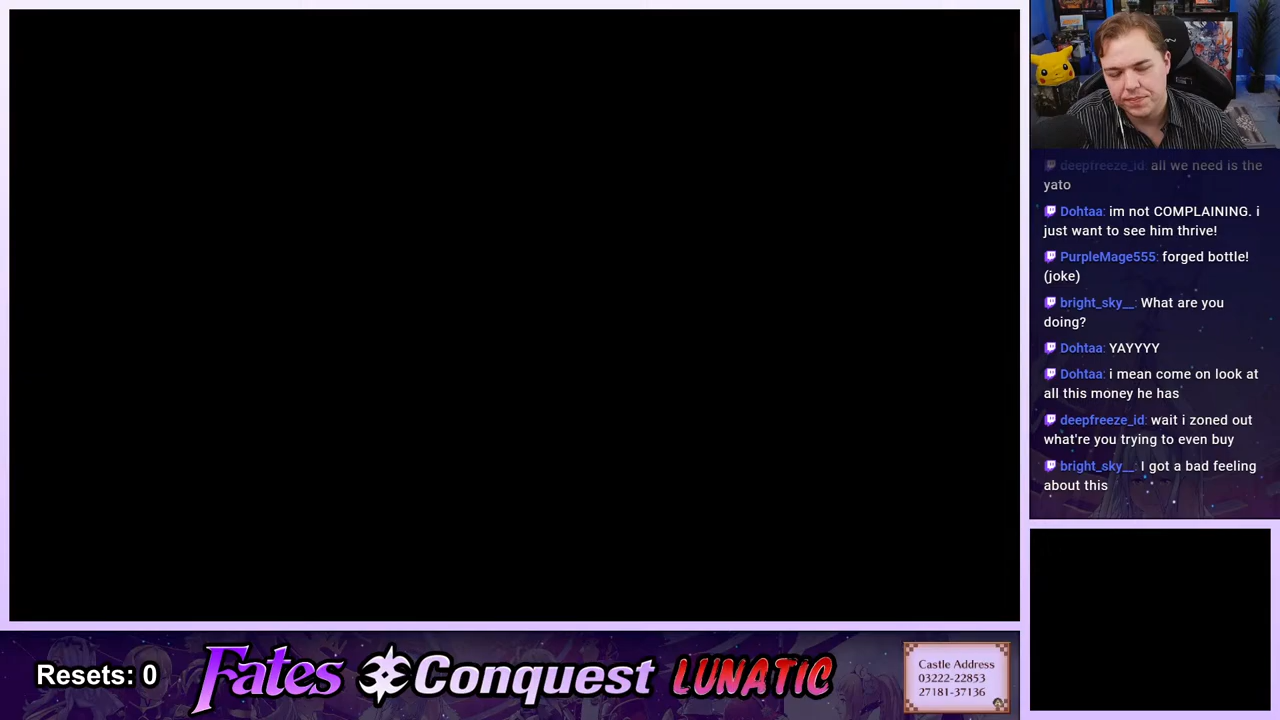 deepfreeze_id: all we need is the
yato
Dohtaa: im not COMPLAINING. i
just want to see him thrive!
PurpleMage555: forged bottle!
(joke)
bright_sky__: What are you
doing?
Dohtaa: YAYYYY
Dohtaa: i mean come on look at
all this money he has
deepfreeze_id: wait i zoned out
what're you trying to even buy
bright_sky__: I got a bad feeling
about this
Resets: 0
Fates Conquest LUNATIC
Castle Address
03222-22853
27181-37136